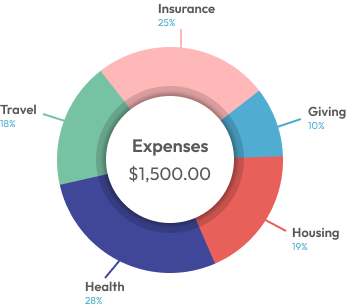 Insurance
25%
Travel
18%
Giving
10%
Expenses
$1,500.00
Housing
19%
Health
28%